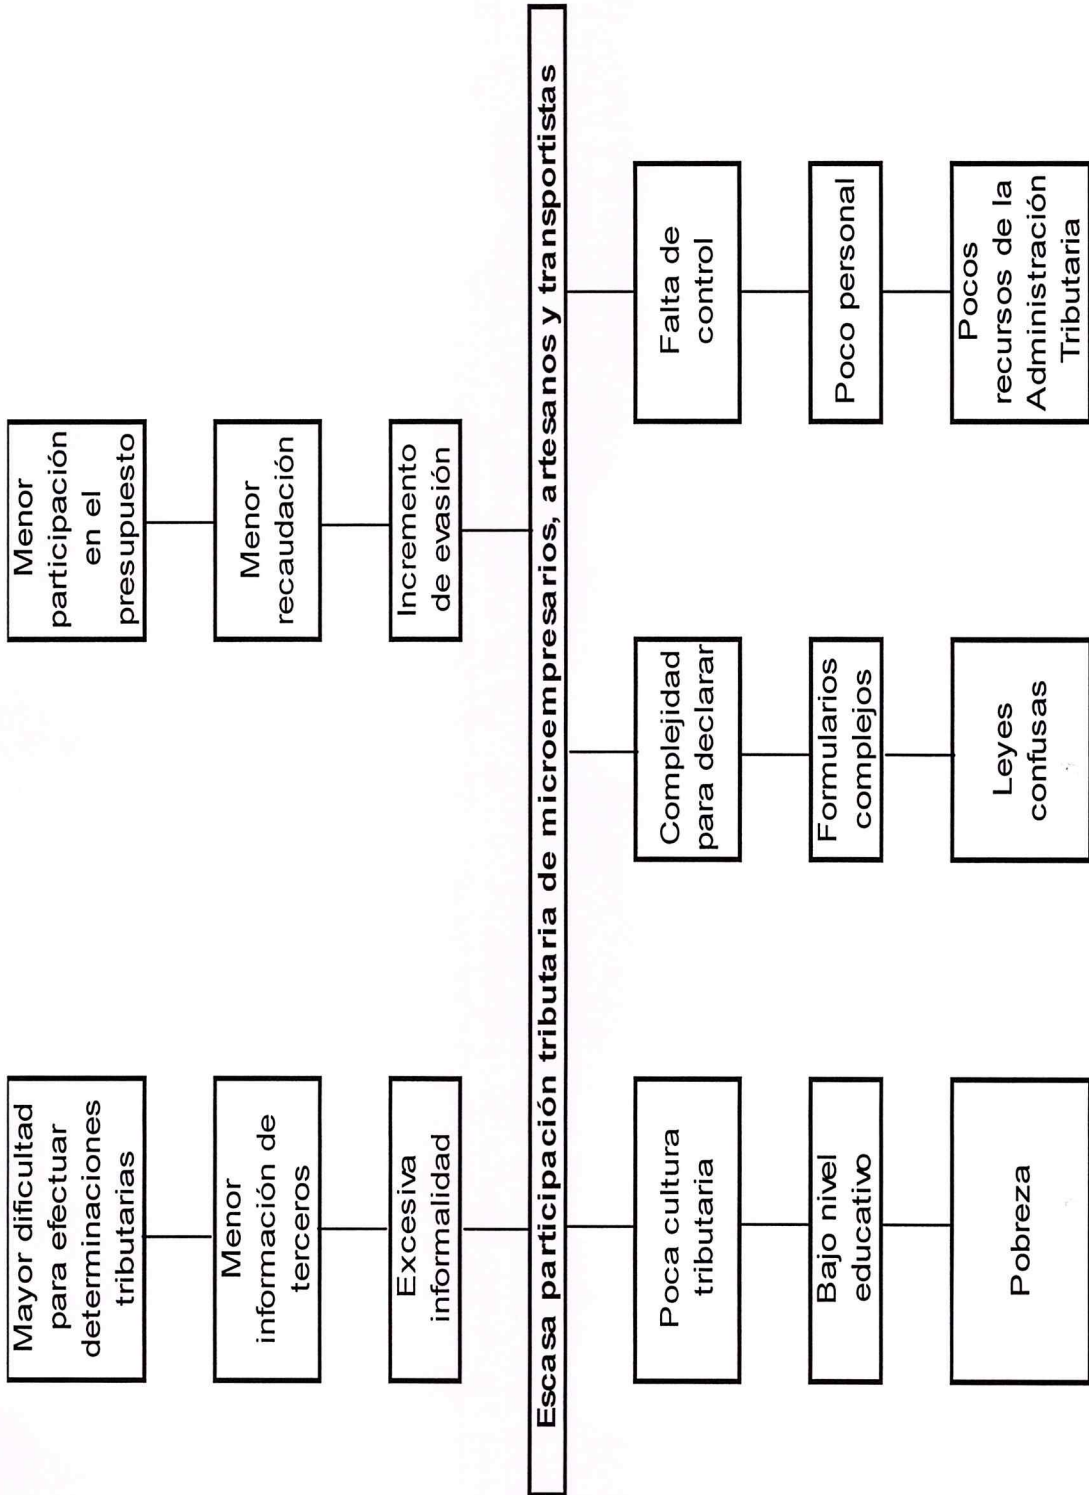 Mayor dificultad
para efectuar
determinaciones
tributarias
Menor
participación
en el
presupuesto
Menor
información de
terceros
Menor
recaudación
Excesiva
informalidad
Incremento
de evasión
Escasa participación tributaria de microempresarios, artesanos y transportistas
Poca cultura
tributaria
Complejidad
para declarar
Falta de
control
Bajo nivel
educativo
Formularios
complejos
Poco personal
Pobreza
Leyes
confusas
Pocos
recursos de la
Administración
Tributaria